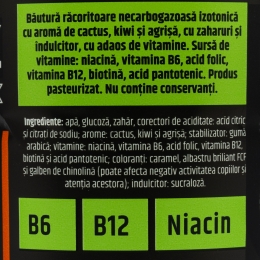 Băutură răcoritoare necarbogazoasă izotonică
cu aromă de cactus, kiwi și agrișă, cu zaharuri și
îndulcitor, cu adaos de vitamine. Sursă de
vitamine: niacină, vitamina B6, acid folic,
vitamina B12, biotină, acid pantotenic. Produs
pasteurizat. Nu conține conservanți.
Ingrediente: apă, glucoză, zahăr, corectori de aciditate: acid citric
și citrați de sodiu; arome: cactus, kiwi și agrișă; stabilizator: gumă
arabică; vitamine: niacină, vitamina B6, acid folic, vitamina B12,
biotină și acid pantotenic; coloranți: caramel, albastru briliant FCF
și galben de chinolină (poate afecta negativ activitatea copiilor și
atenția acestora); îndulcitor: sucraloză.
B6 B12 Niacin